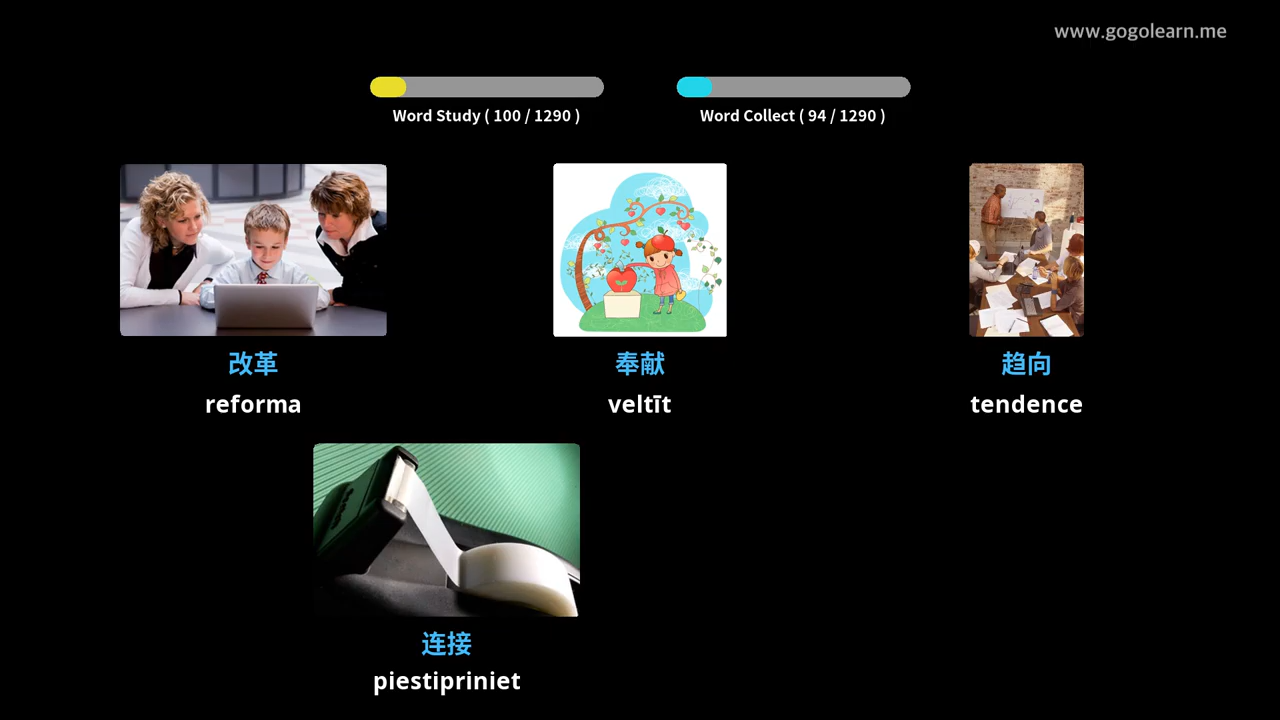 www.gogolearn.me
Word Study ( 100 / 1290 )
Word Collect ( 94 / 1290 )
改革
reforma
奉献
veltīt
趋向
tendence
连接
piestipriniet